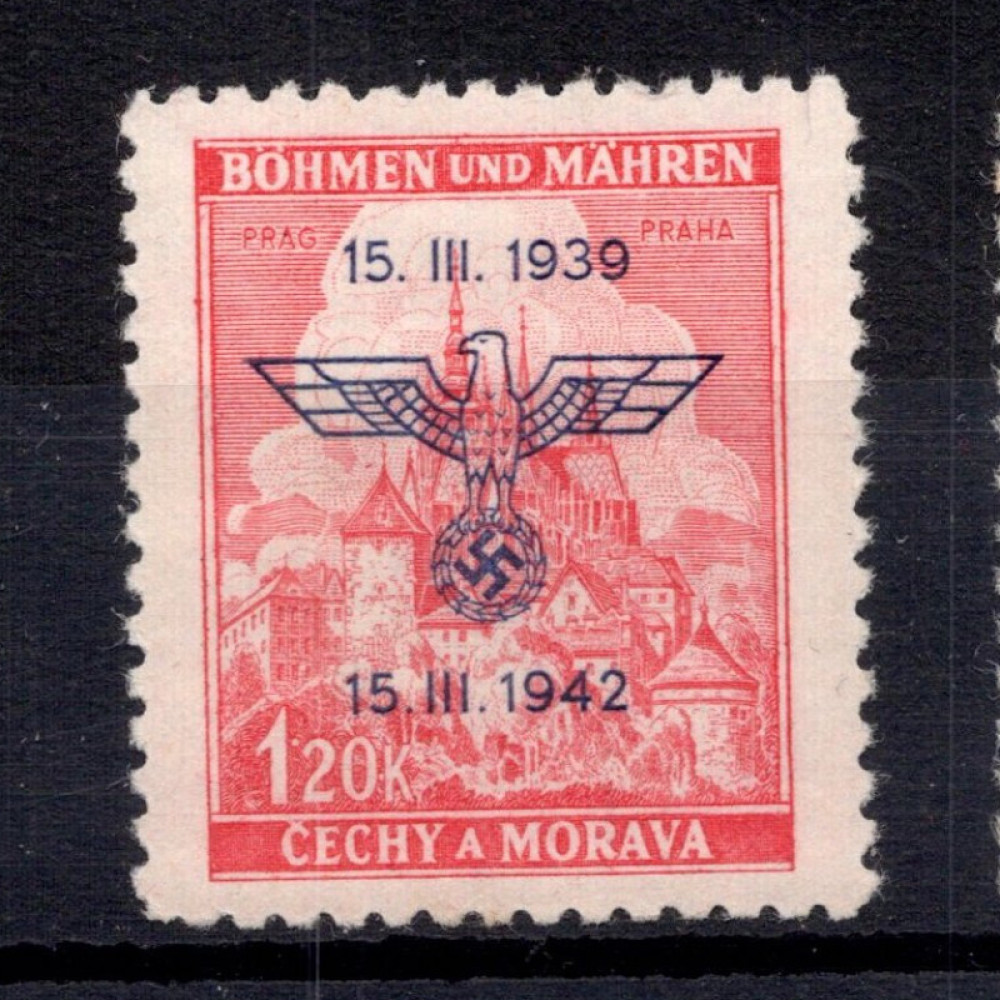 BÖHMEN UND MÄHREN
PRAG PRAHA
15. III. 1939
15. III. 1942
1.20K
ČECHY A MORAVA